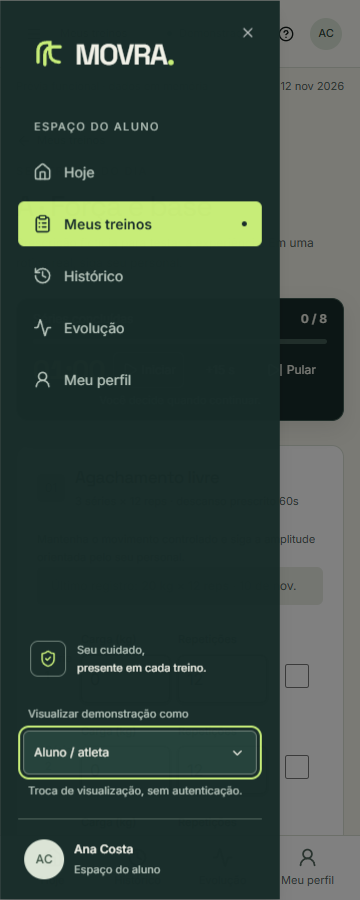 MOVRA.
AC
12 nov 2026
ESPAÇO DO ALUNO
Hoje
Meus treinos
m uma
Histórico
0 / 8
Evolução
| Pular
Meu perfil
60s
plitude
ov.
Seu cuidado,
presente em cada treino.
Visualizar demonstração como
Aluno / atleta
Troca de visualização, sem autenticação.
AC
Ana Costa
Espaço do aluno
Meu perfil